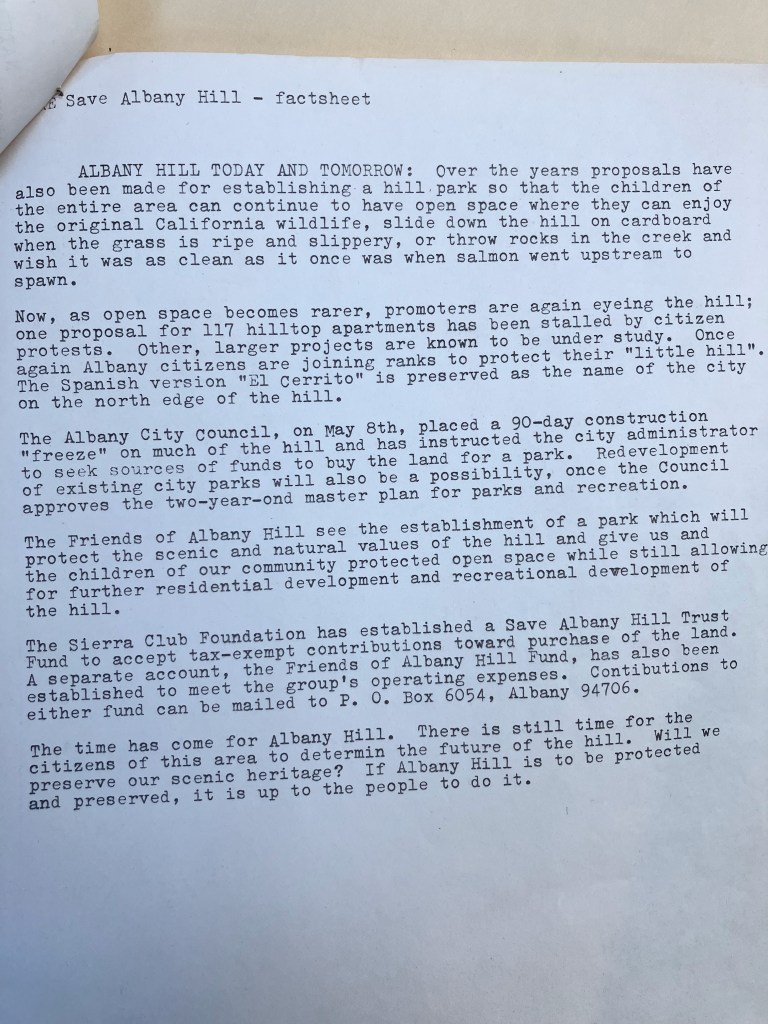 Save Albany Hill - factsheet
ALBANY HILL TODAY AND TOMORROW: Over the years proposals have
also been made for establishing a hill park so that the children of
the entire area can continue to have open space where they can enjoy
the original California wildlife, slide down the hill on cardboard
when the grass is ripe and slippery, or throw rocks in the creek and
wish it was as clean as it once was when salmon went upstream to
spawn.
Now, as open space becomes rarer, promoters are again eyeing the hill;
one proposal for 117 hilltop apartments has been stalled by citizen
protests. Other, larger projects are known to be under study. Once
again Albany citizens are joining ranks to protect their "little hill".
The Spanish version "El Cerrito" is preserved as the name of the city
on the north edge of the hill.
The Albany City Council, on May 8th, placed a 90-day construction
"freeze" on much of the hill and has instructed the city administrator
to seek sources of funds to buy the land for a park. Redevelopment
of existing city parks will also be a possibility, once the Council
approves the two-year-ond master plan for parks and recreation.
The Friends of Albany Hill see the establishment of a park which will
protect the scenic and natural values of the hill and give us and
the children of our community protected open space while still allowing
for further residential development and recreational development of
the hill.
The Sierra Club Foundation has established a Save Albany Hill Trust
Fund to accept tax-exempt contributions toward purchase of the land.
A separate account, the Friends of Albany Hill Fund, has also been
established to meet the group's operating expenses. Contibutions to
either fund can be mailed to P. O. Box 6054, Albany 94706.
The time has come for Albany Hill. There is still time for the
citizens of this area to determin the future of the hill. Will we
preserve our scenic heritage? If Albany Hill is to be protected
and preserved, it is up to the people to do it.